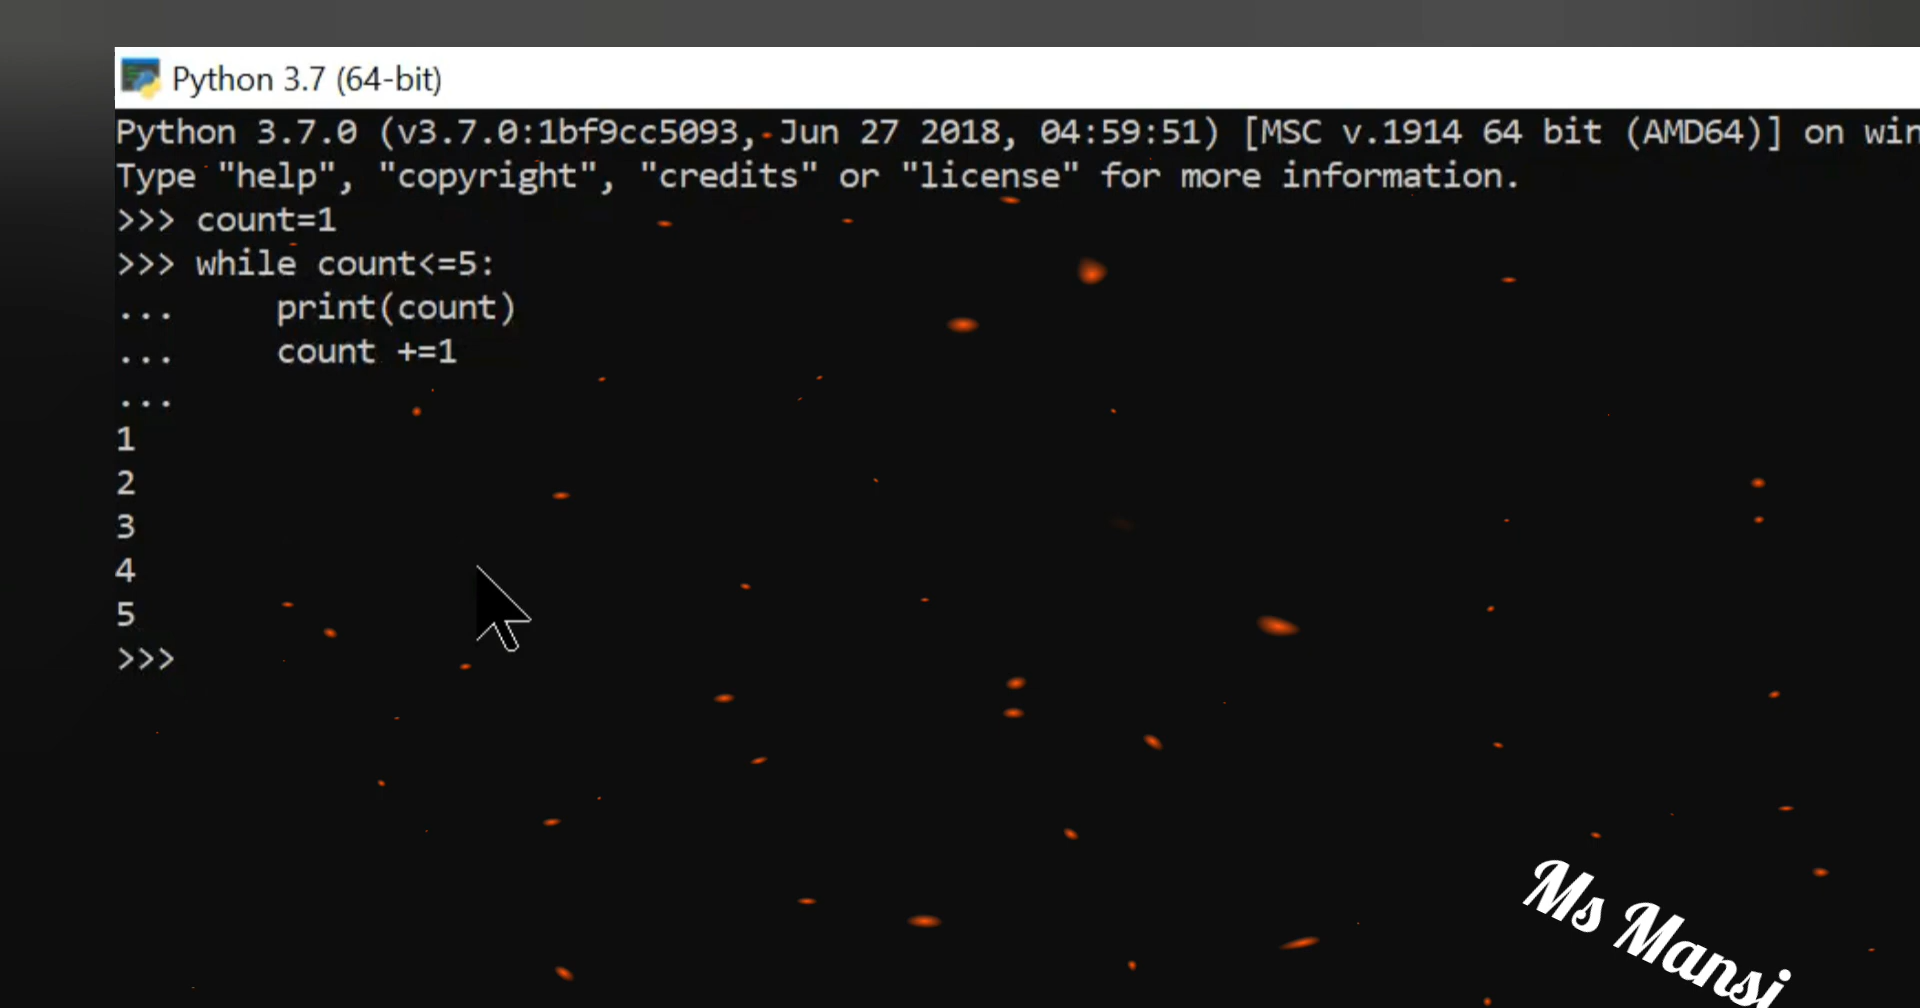 Python 3.7 (64-bit)
Python 3.7.0 (v3.7.0:1bf9cc5093, Jun 27 2018, 04:59:51) [MSC v.1914 64 bit (AMD64)] on win
Type "help", "copyright", "credits" or "license" for more information.
>>> count=1
>>> while count<=5:
...     print(count)
...     count +=1
...
1
2
3
4
5
>>>
Ms Mansi